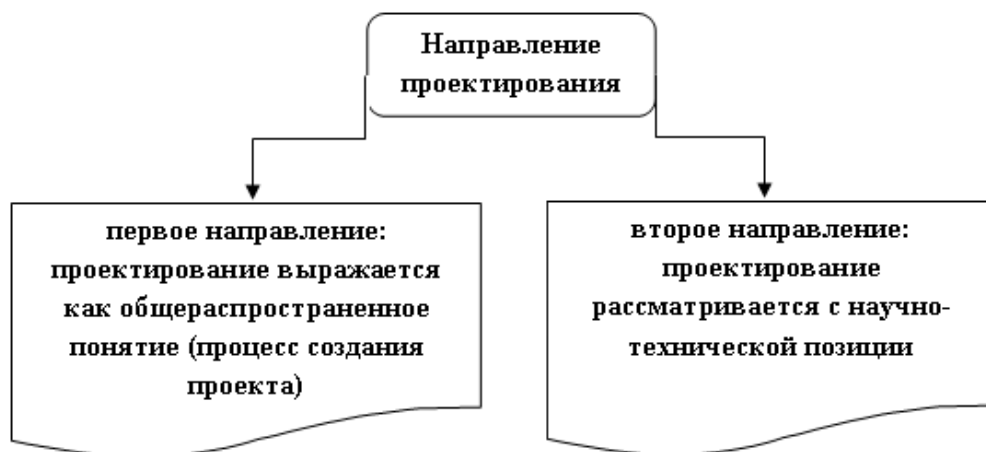 Направление
проектирования
первое направление:
проектирование выражается
как общераспространенное
понятие (процесс создания
проекта)
второе направление:
проектирование
рассматривается с научно-
технической позиции